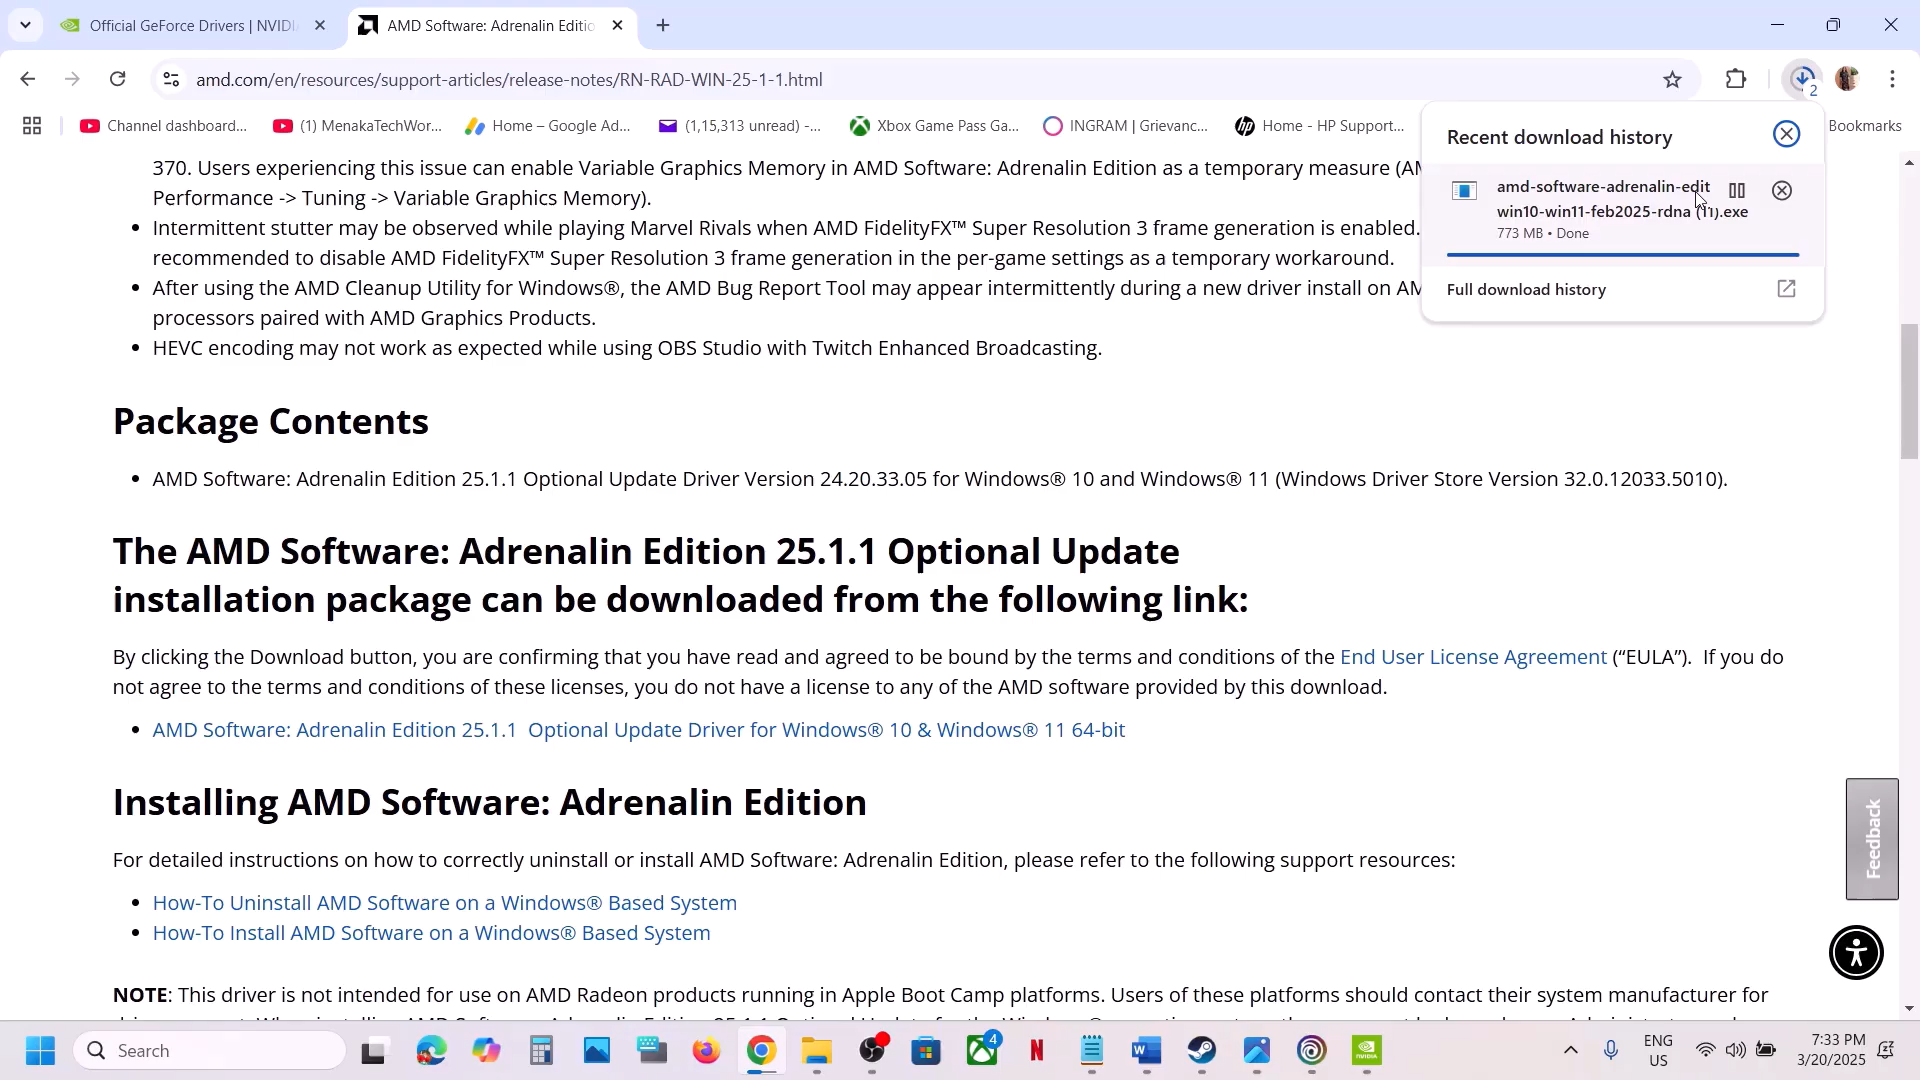 Official GeForce Drivers | NVIDI
AMD Software: Adrenalin Editio
amd.com/en/resources/support-articles/release-notes/RN-RAD-WIN-25-1-1.html
2
Channel dashboard...
(1) MenakaTechWor...
Home – Google Ad...
(1,15,313 unread) -...
Xbox Game Pass Ga...
INGRAM | Grievanc...
Home - HP Support...
Bookmarks
Recent download history
amd-software-adrenalin-edit
win10-win11-feb2025-rdna (11).exe
773 MB • Done
Full download history
370. Users experiencing this issue can enable Variable Graphics Memory in AMD Software: Adrenalin Edition as a temporary measure (AM
Performance -> Tuning -> Variable Graphics Memory).
• Intermittent stutter may be observed while playing Marvel Rivals when AMD FidelityFX™ Super Resolution 3 frame generation is enabled.
recommended to disable AMD FidelityFX™ Super Resolution 3 frame generation in the per-game settings as a temporary workaround.
• After using the AMD Cleanup Utility for Windows®, the AMD Bug Report Tool may appear intermittently during a new driver install on AM
processors paired with AMD Graphics Products.
• HEVC encoding may not work as expected while using OBS Studio with Twitch Enhanced Broadcasting.
Package Contents
• AMD Software: Adrenalin Edition 25.1.1 Optional Update Driver Version 24.20.33.05 for Windows® 10 and Windows® 11 (Windows Driver Store Version 32.0.12033.5010).
The AMD Software: Adrenalin Edition 25.1.1 Optional Update
installation package can be downloaded from the following link:
By clicking the Download button, you are confirming that you have read and agreed to be bound by the terms and conditions of the End User License Agreement (“EULA”).  If you do
not agree to the terms and conditions of these licenses, you do not have a license to any of the AMD software provided by this download.
• AMD Software: Adrenalin Edition 25.1.1  Optional Update Driver for Windows® 10 & Windows® 11 64-bit
Installing AMD Software: Adrenalin Edition
For detailed instructions on how to correctly uninstall or install AMD Software: Adrenalin Edition, please refer to the following support resources:
• How-To Uninstall AMD Software on a Windows® Based System
• How-To Install AMD Software on a Windows® Based System
NOTE: This driver is not intended for use on AMD Radeon products running in Apple Boot Camp platforms. Users of these platforms should contact their system manufacturer for
Feedback
Search
4
ENG
US
7:33 PM
3/20/2025